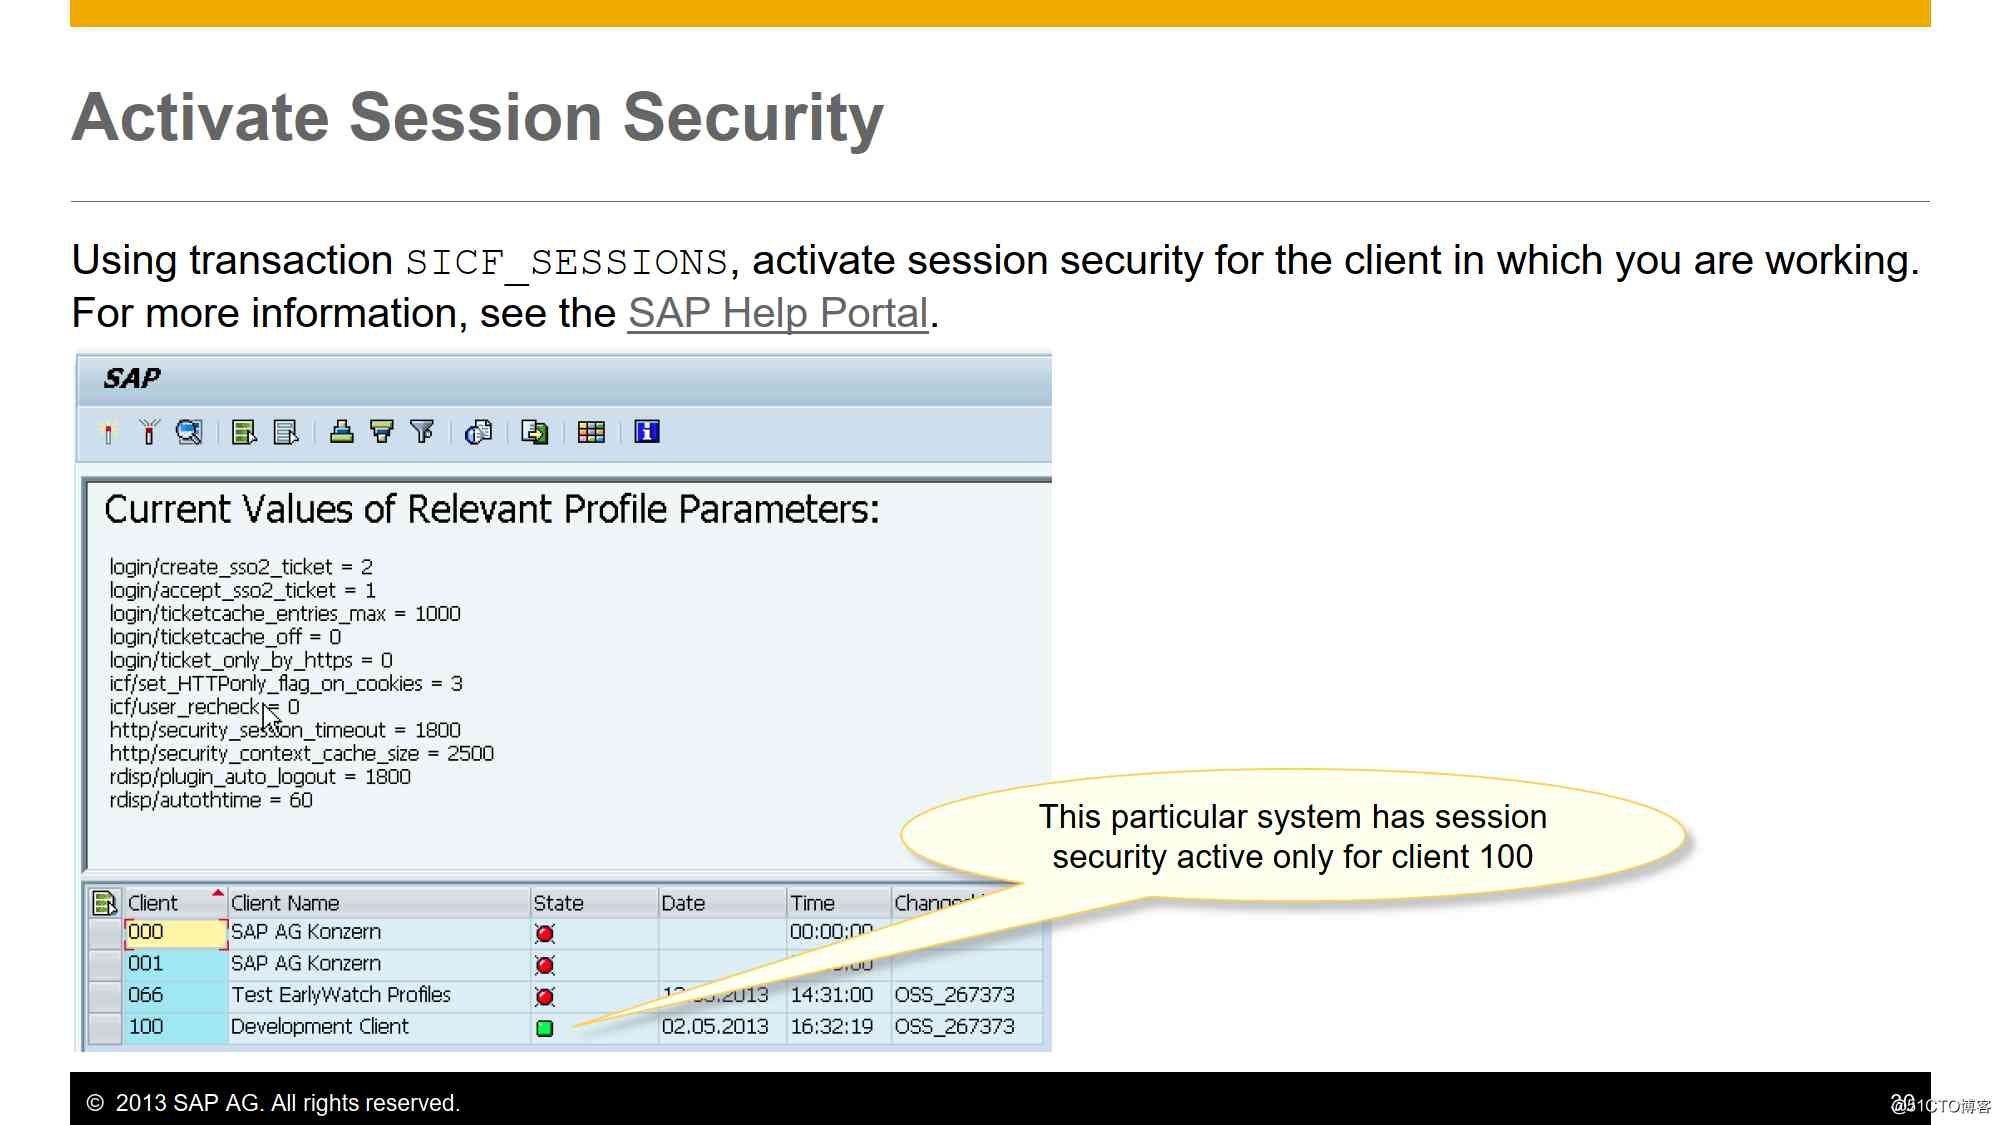 Activate Session Security
Using transaction SICF_SESSIONS, activate session security for the client in which you are working.
For more information, see the SAP Help Portal.
SAP
Current Values of Relevant Profile Parameters:
login/create_sso2_ticket = 2
login/accept_sso2_ticket = 1
login/ticketcache_entries_max = 1000
login/ticketcache_off = 0
login/ticket_only_by_https = 0
icf/set_HTTPonly_flag_on_cookies = 3
icf/user_recheck = 0
http/security_session_timeout = 1800
http/security_context_cache_size = 2500
rdisp/plugin_auto_logout = 1800
rdisp/autothtime = 60
This particular system has session
security active only for client 100
Client Client Name State Date Time
000 SAP AG Konzern 00:00:00
001 SAP AG Konzern
066 Test EarlyWatch Profiles 14:31:00 OSS_267373
100 Development Client 02.05.2013 16:32:19 OSS_267373
© 2013 SAP AG. All rights reserved.
30
@51CTO博客